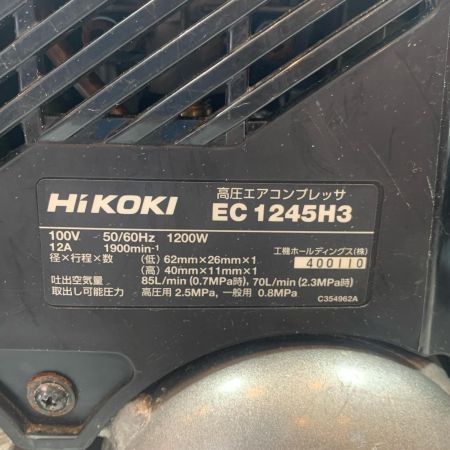 HiKOKI 高圧エアコンプレッサ
EC 1245H3
100V 50/60Hz 1200W
12A 1900min-1
径×行程×数 (低) 62mm×26mm×1
(高) 40mm×11mm×1
工機ホールディングス(株)
400110
吐出空気量 85L/min (0.7MPa時), 70L/min (2.3MPa時)
取出し可能圧力 高圧用 2.5MPa, 一般用 0.8MPa
C354962A